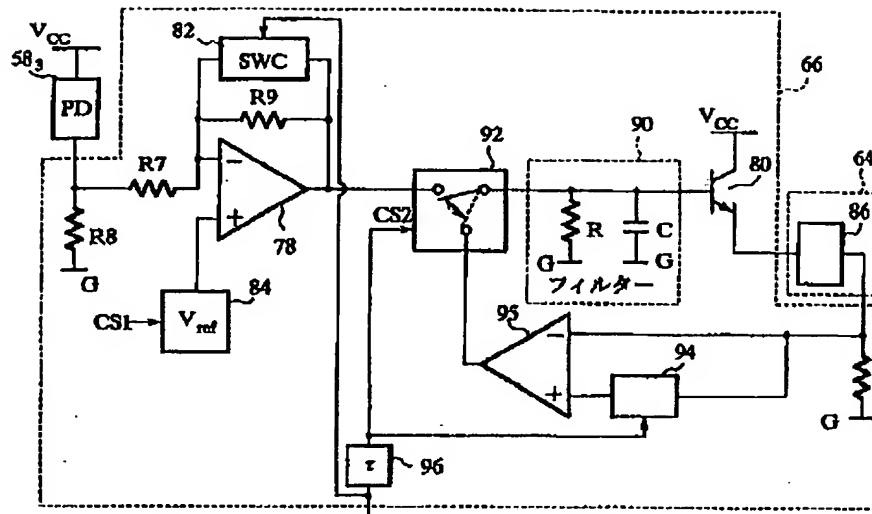 VCC
58₃
PD
82
SWC
R9
R7
R8
G
78
84
Vref
CS1
92
CS2
90
R
C
G
G
フィルター
VCC
80
66
64
86
95
94
G
τ
96